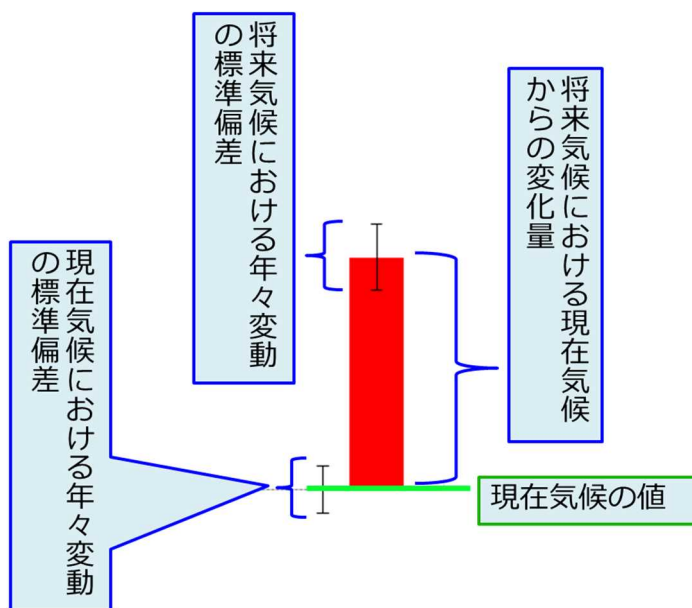 将来気候における年々変動
の標準偏差
将来気候における現在気候
からの変化量
現在気候における年々変動
の標準偏差
現在気候の値